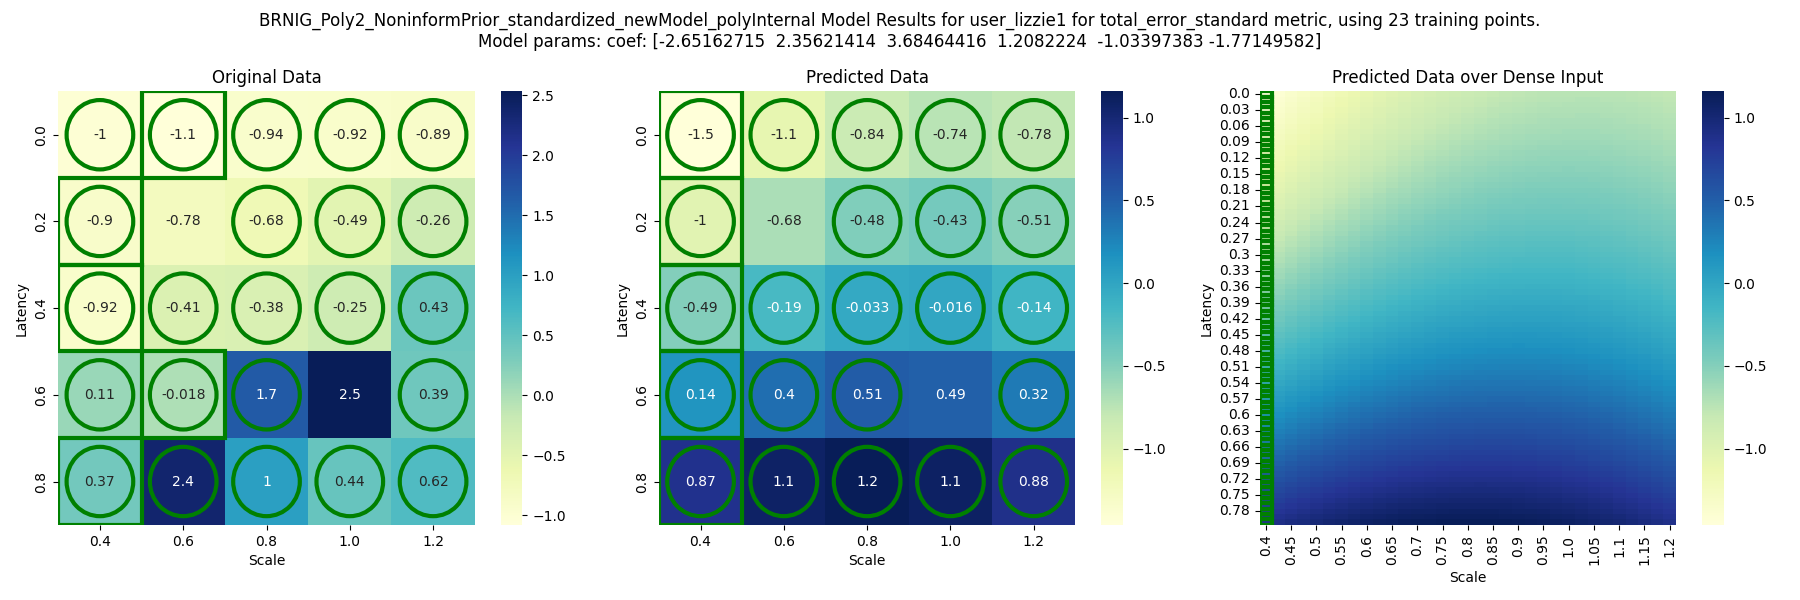 BRNIG_Poly2_NoninformPrior_standardized_newModel_polyInternal Model Results for user_lizzie1 for total_error_standard metric, using 23 training points.
Model params: coef: [-2.65162715  2.35621414  3.68464416  1.2082224  -1.03397383 -1.77149582]
Original Data
Latency
0.0 -1 -1.1 -0.94 -0.92 -0.89
0.2 -0.9 -0.78 -0.68 -0.49 -0.26
0.4 -0.92 -0.41 -0.38 -0.25 0.43
0.6 0.11 -0.018 1.7 2.5 0.39
0.8 0.37 2.4 1 0.44 0.62
0.4 0.6 0.8 1.0 1.2
Scale
2.5
2.0
1.5
1.0
0.5
0.0
−0.5
−1.0
Predicted Data
Latency
0.0 -1.5 -1.1 -0.84 -0.74 -0.78
0.2 -1 -0.68 -0.48 -0.43 -0.51
0.4 -0.49 -0.19 -0.033 -0.016 -0.14
0.6 0.14 0.4 0.51 0.49 0.32
0.8 0.87 1.1 1.2 1.1 0.88
0.4 0.6 0.8 1.0 1.2
Scale
1.0
0.5
0.0
−0.5
−1.0
Predicted Data over Dense Input
Latency
0.0
0.03
0.06
0.09
0.12
0.15
0.18
0.21
0.24
0.27
0.3
0.33
0.36
0.39
0.42
0.45
0.48
0.51
0.54
0.57
0.6
0.63
0.66
0.69
0.72
0.75
0.78
0.4 0.45 0.5 0.55 0.6 0.65 0.7 0.75 0.8 0.85 0.9 0.95 1.0 1.05 1.1 1.15 1.2
Scale
1.0
0.5
0.0
−0.5
−1.0